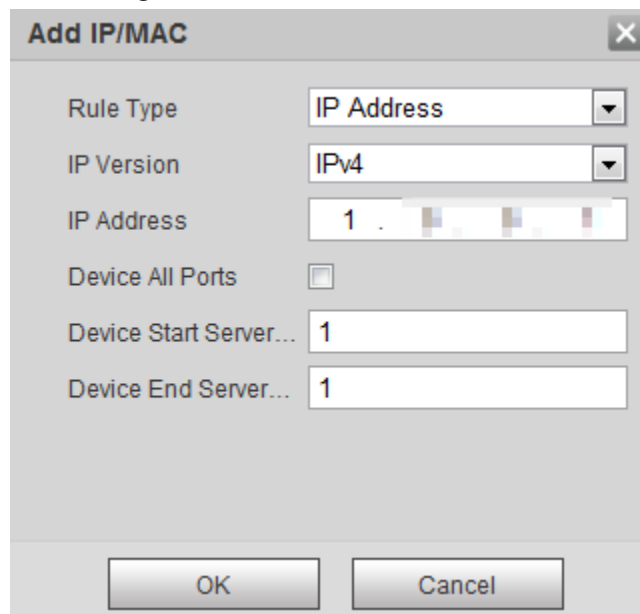 Add IP/MAC
Rule Type IP Address
IP Version IPv4
IP Address 1 .
Device All Ports
Device Start Server... 1
Device End Server... 1
OK Cancel